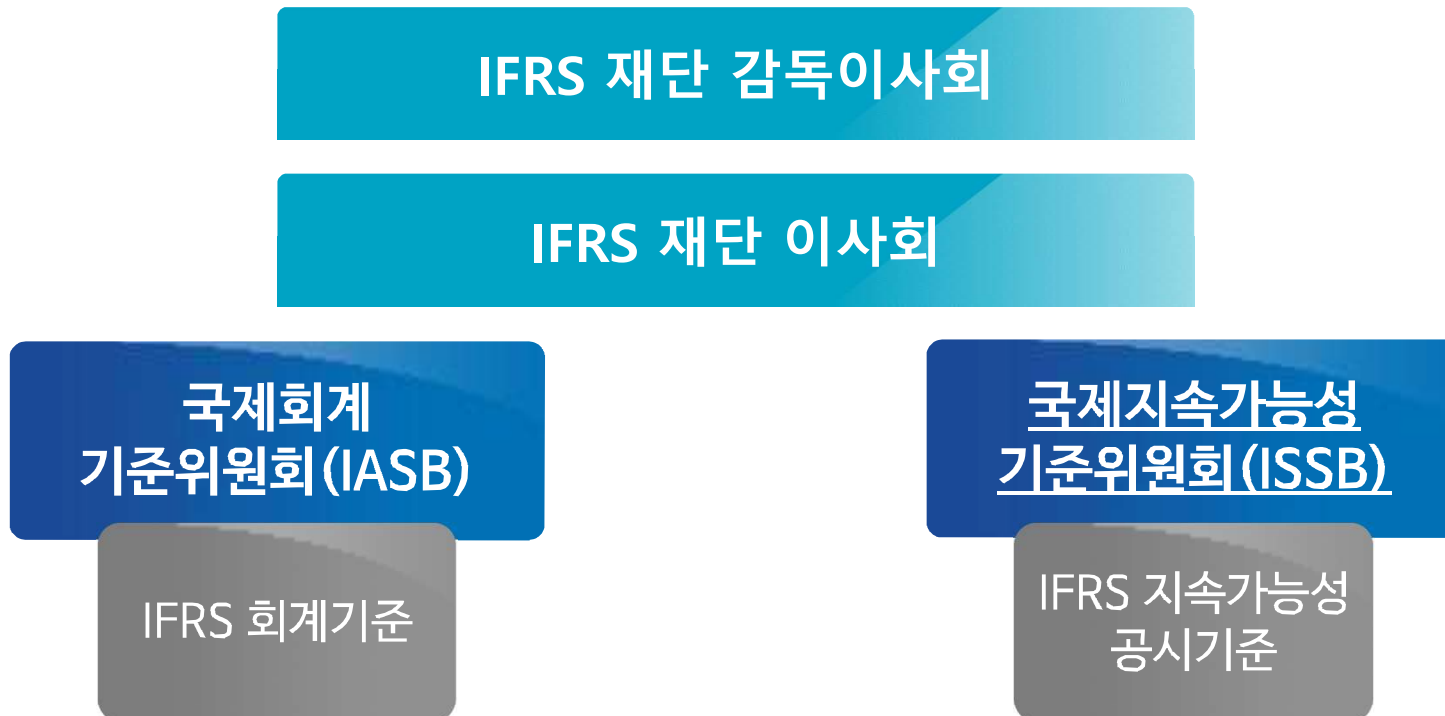 IFRS 재단 감독이사회
IFRS 재단 이사회
국제회계
기준위원회(IASB)
IFRS 회계기준
국제지속가능성
기준위원회(ISSB)
IFRS 지속가능성
공시기준